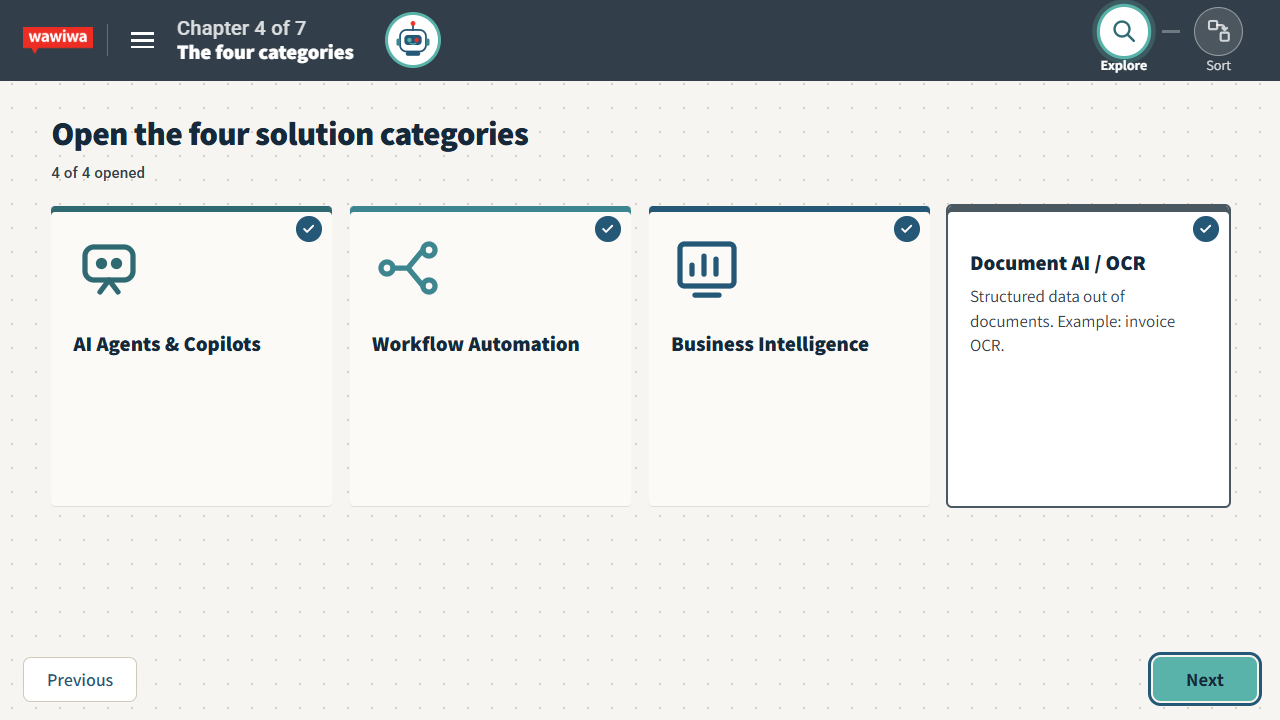 wawiwa
Chapter 4 of 7
The four categories
Explore
Sort
Open the four solution categories
4 of 4 opened
AI Agents & Copilots
Workflow Automation
Business Intelligence
Document AI / OCR
Structured data out of
documents. Example: invoice
OCR.
Previous
Next